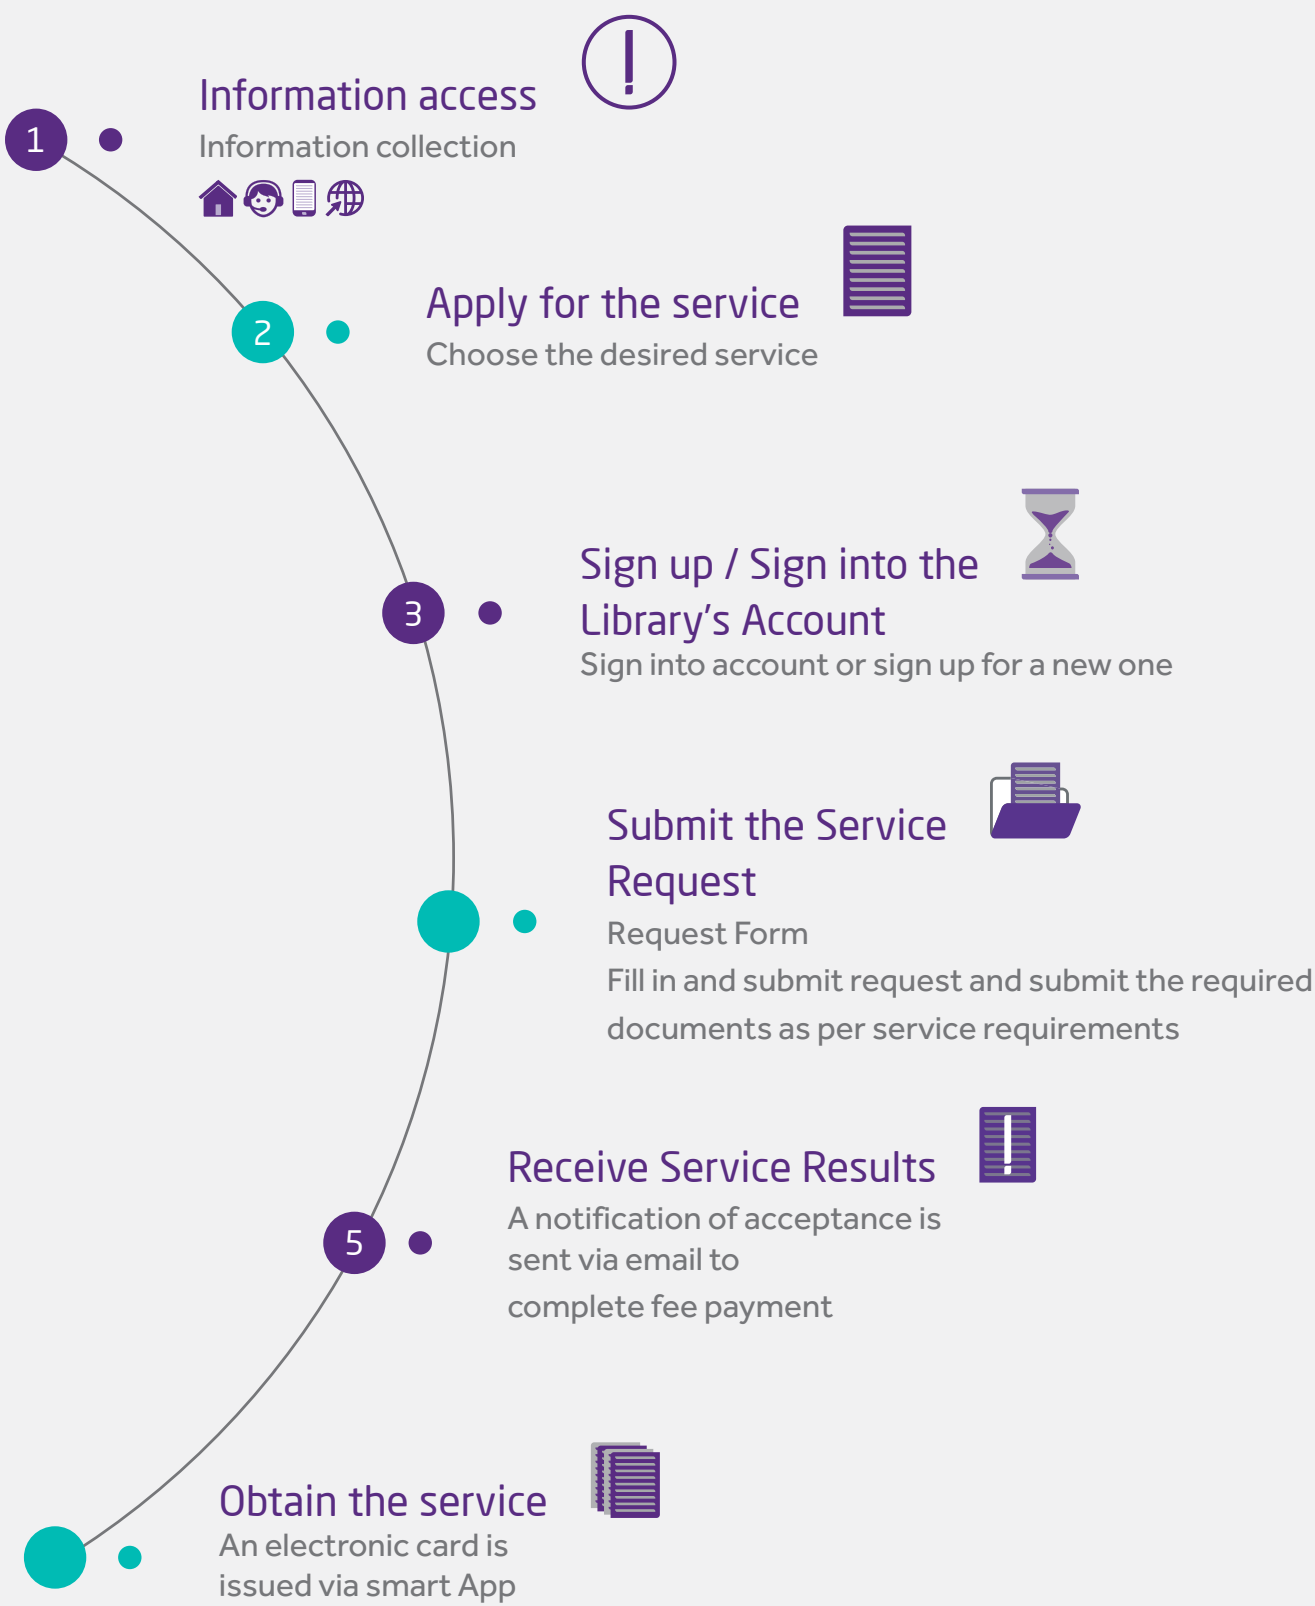 Information access
1
Information collection
Apply for the service
2
Choose the desired service
Sign up / Sign into the
Library's Account
3
Sign into account or sign up for a new one
Submit the Service
Request
Request Form
Fill in and submit request and submit the required
documents as per service requirements
Receive Service Results
A notification of acceptance is
5
sent via email to
complete fee payment
Obtain the service
An electronic card is
issued via smart App